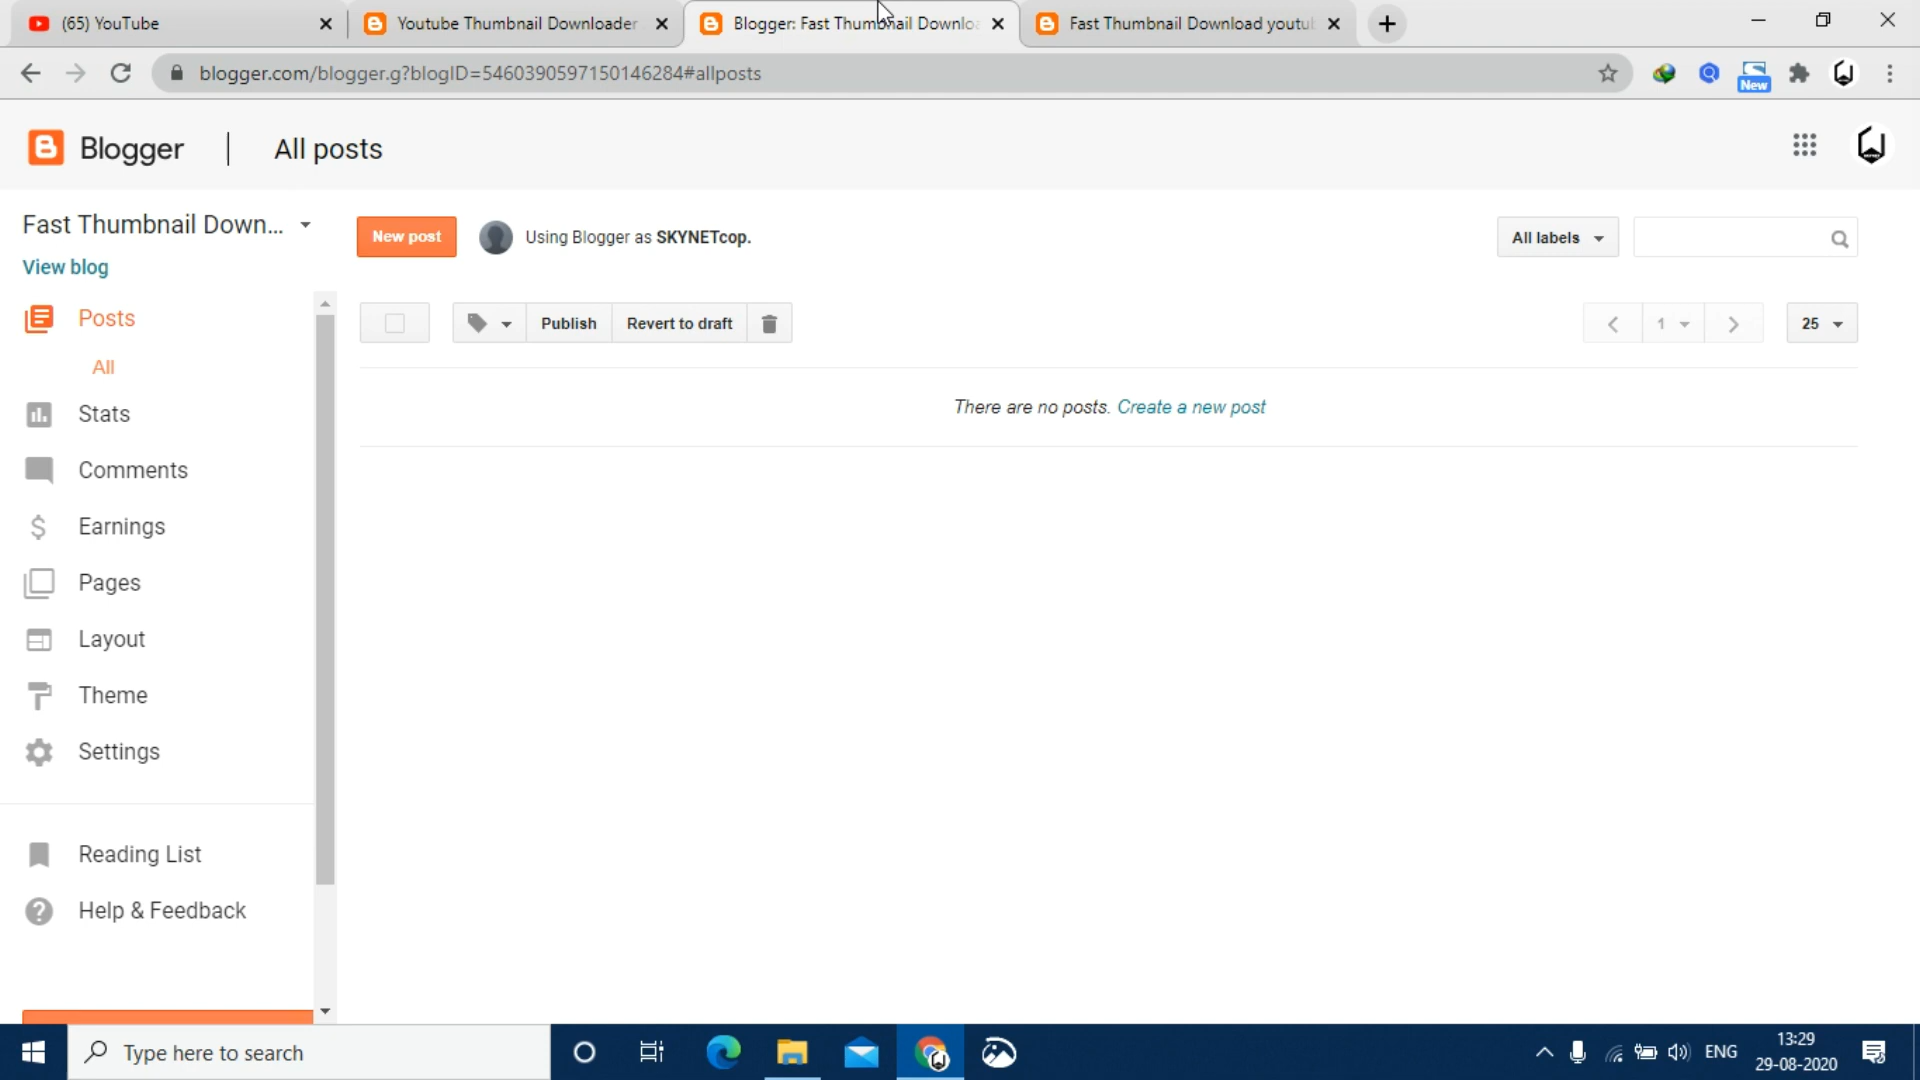 (65) YouTube
Youtube Thumbnail Downloader
Blogger: Fast Thumbnail Downlo
Fast Thumbnail Download youtu
blogger.com/blogger.g?blogID=5460390597150146284#allposts
New
Blogger | All posts
Fast Thumbnail Down...
View blog
New post
Using Blogger as SKYNETcop.
All labels
Posts
All
Publish
Revert to draft
1
25
There are no posts. Create a new post
Stats
Comments
Earnings
Pages
Layout
Theme
Settings
Reading List
Help & Feedback
Type here to search
ENG
13:29
29-08-2020